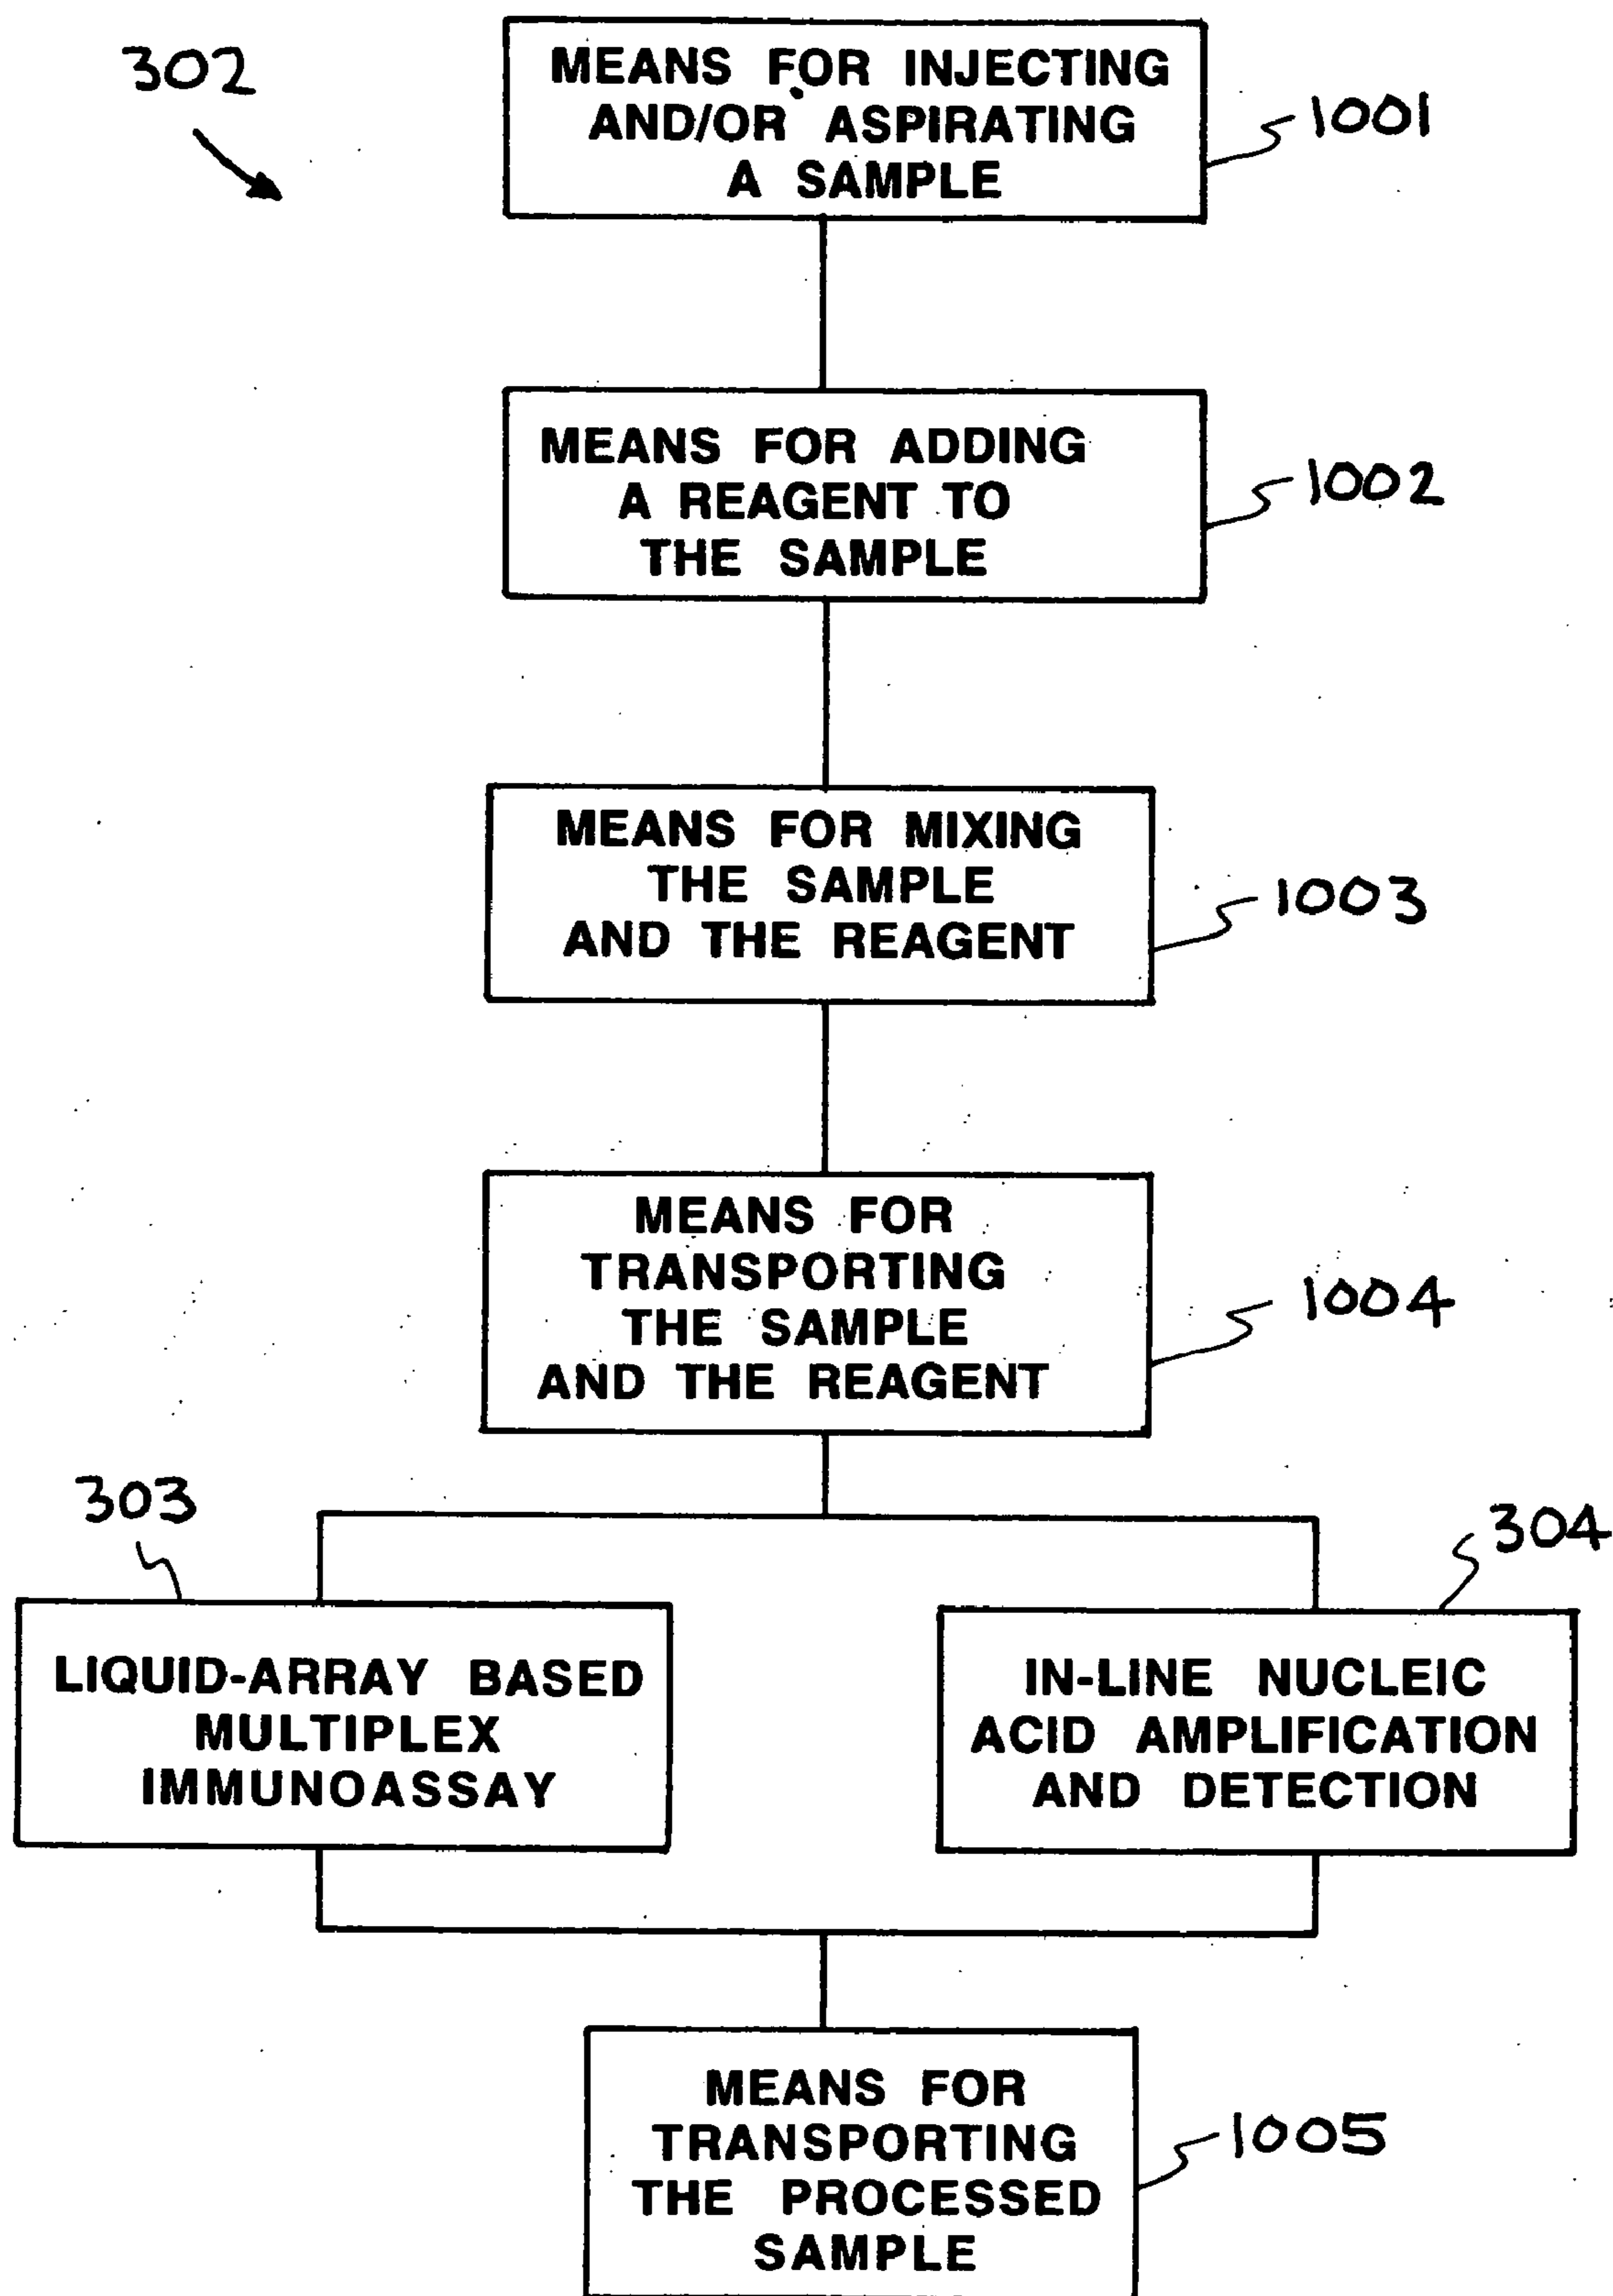 302
MEANS FOR INJECTING
AND/OR ASPIRATING
A SAMPLE
1001
MEANS FOR ADDING
A REAGENT TO
THE SAMPLE
1002
MEANS FOR MIXING
THE SAMPLE
AND THE REAGENT
1003
MEANS FOR
TRANSPORTING
THE SAMPLE
AND THE REAGENT
1004
303
LIQUID-ARRAY BASED
MULTIPLEX
IMMUNOASSAY
304
IN-LINE NUCLEIC
ACID AMPLIFICATION
AND DETECTION
MEANS FOR
TRANSPORTING
THE PROCESSED
SAMPLE
1005